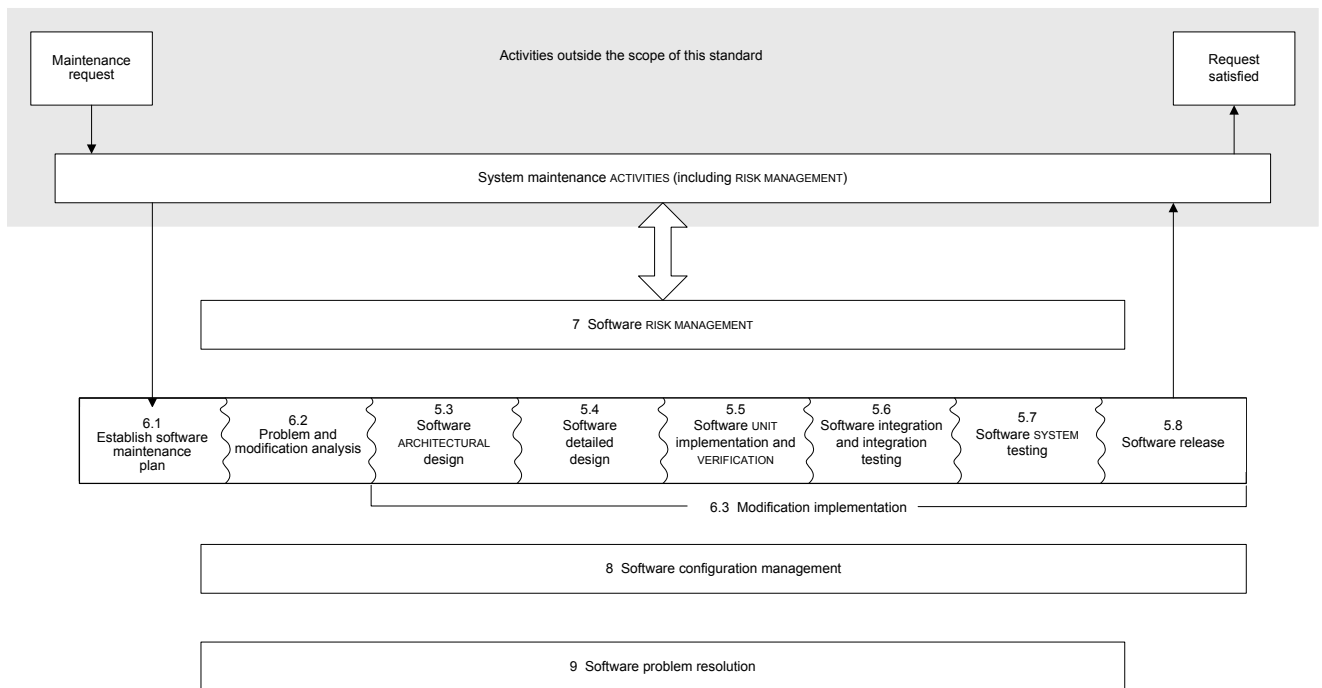 Activities outside the scope of this standard
Maintenance
request
Request
satisfied
System maintenance ACTIVITIES (including RISK MANAGEMENT)
7 Software RISK MANAGEMENT
6.1
Establish software
maintenance
plan
6.2
Problem and
modification analysis
5.3
Software
ARCHITECTURAL
design
5.4
Software
detailed
design
5.5
Software UNIT
implementation and
VERIFICATION
5.6
Software integration
and integration
testing
5.7
Software SYSTEM
testing
5.8
Software release
6.3 Modification implementation
8 Software configuration management
9 Software problem resolution